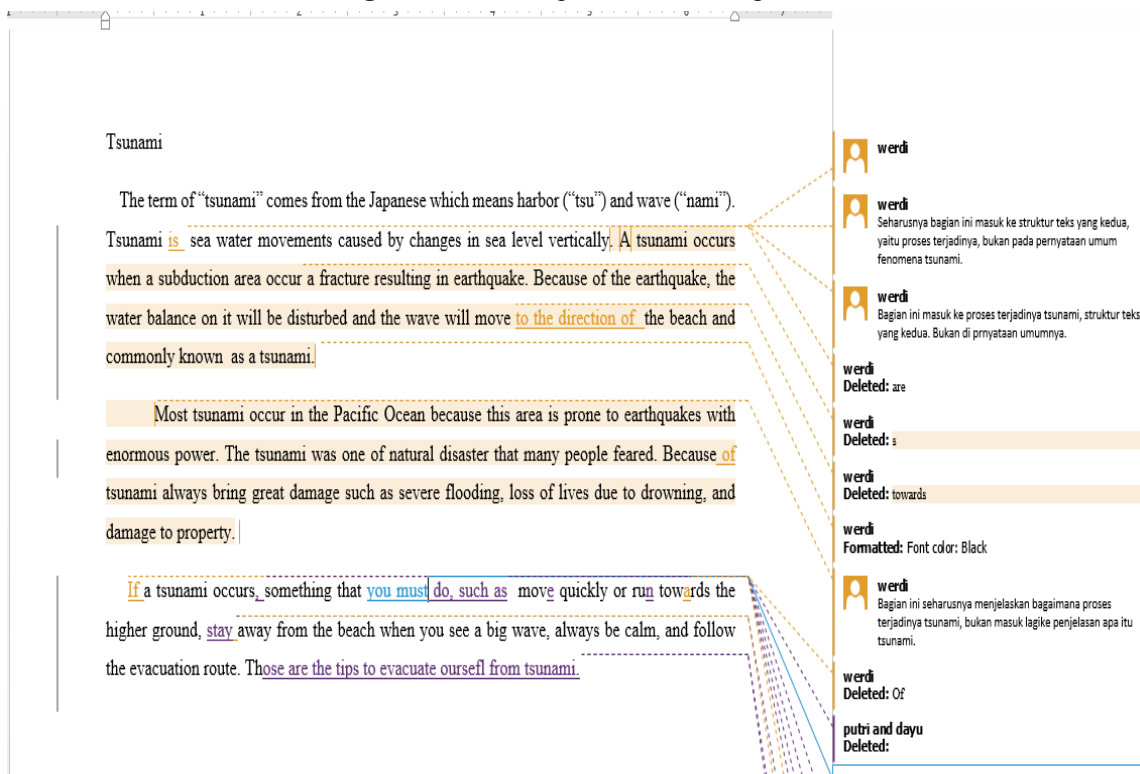 1 2 3 4 5 6 7
Tsunami
The term of “tsunami” comes from the Japanese which means harbor (“tsu”) and wave (“nami”).
Tsunami is sea water movements caused by changes in sea level vertically. A tsunami occurs
when a subduction area occur a fracture resulting in earthquake. Because of the earthquake, the
water balance on it will be disturbed and the wave will move to the direction of the beach and
commonly known as a tsunami.
Most tsunami occur in the Pacific Ocean because this area is prone to earthquakes with
enormous power. The tsunami was one of natural disaster that many people feared. Because of
tsunami always bring great damage such as severe flooding, loss of lives due to drowning, and
damage to property.
If a tsunami occurs, something that you must do, such as move quickly or run towards the
higher ground, stay away from the beach when you see a big wave, always be calm, and follow
the evacuation route. Those are the tips to evacuate oursefl from tsunami.
werdi
werdi
Seharusnya bagian ini masuk ke struktur teks yang kedua,
yaitu proses terjadinya, bukan pada pernyataan umum
fenomena tsunami.
werdi
Bagian ini masuk ke proses terjadinya tsunami, struktur teks
yang kedua. Bukan di prnyataan umumnya.
werdi
Deleted: are
werdi
Deleted: s
werdi
Deleted: towards
werdi
Formatted: Font color: Black
werdi
Bagian ini seharusnya menjelaskan bagaimana proses
terjadinya tsunami, bukan masuk lagike penjelasan apa itu
tsunami.
werdi
Deleted: Of
putri and dayu
Deleted: